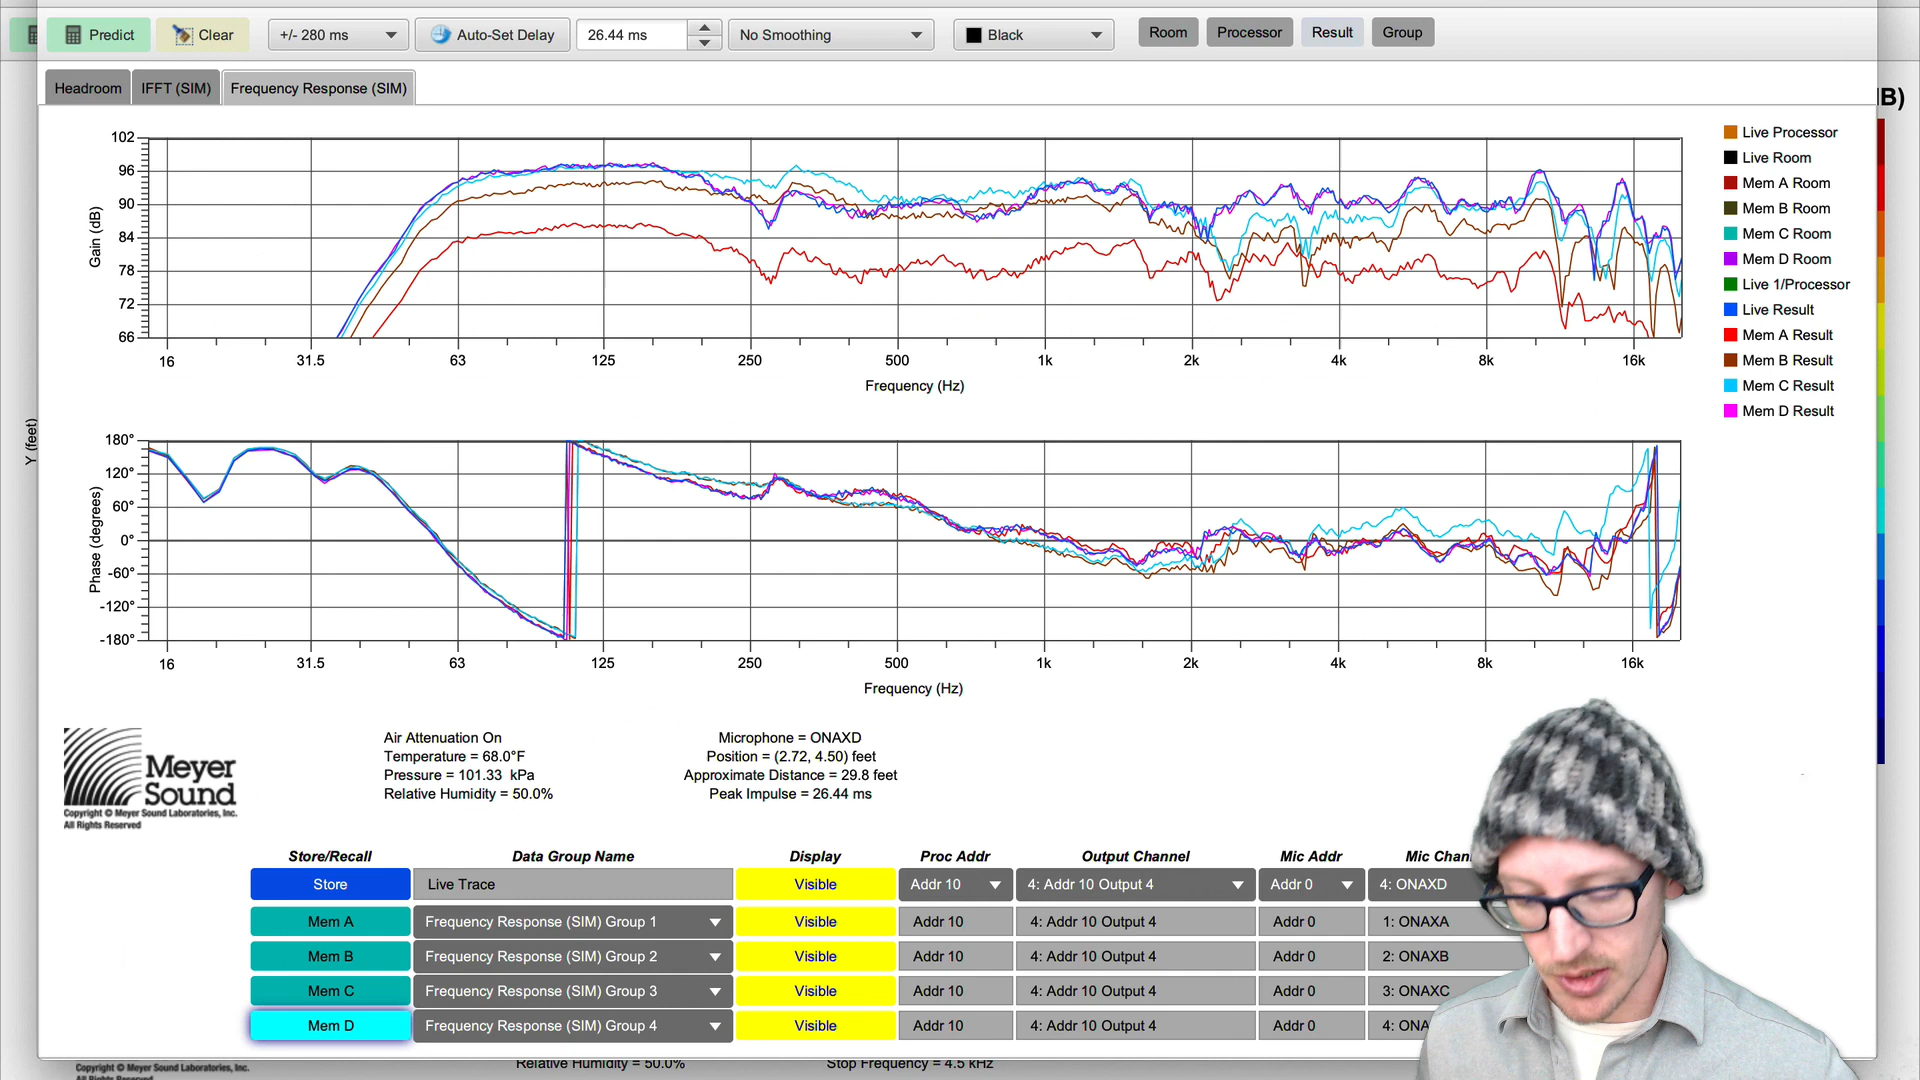 Predict Clear +/- 280 ms Auto-Set Delay 26.44 ms No Smoothing Black Room Processor Result Group
Headroom IFFT (SIM) Frequency Response (SIM)
B)
102
96
90
84
78
72
66
Gain (dB)
16 31.5 63 125 250 500 1k 2k 4k 8k 16k
Frequency (Hz)
Live Processor
Live Room
Mem A Room
Mem B Room
Mem C Room
Mem D Room
Live 1/Processor
Live Result
Mem A Result
Mem B Result
Mem C Result
Mem D Result
Y (feet)
180°
120°
60°
0°
-60°
-120°
-180°
Phase (degrees)
16 31.5 63 125 250 500 1k 2k 4k 8k 16k
Frequency (Hz)
Meyer
Sound
Copyright © Meyer Sound Laboratories, Inc.
All Rights Reserved
Air Attenuation On
Temperature = 68.0°F
Pressure = 101.33 kPa
Relative Humidity = 50.0%
Microphone = ONAXD
Position = (2.72, 4.50) feet
Approximate Distance = 29.8 feet
Peak Impulse = 26.44 ms
Store/Recall Data Group Name Display Proc Addr Output Channel Mic Addr Mic Chan
Store Live Trace Visible Addr 10 4: Addr 10 Output 4 Addr 0 4: ONAXD
Mem A Frequency Response (SIM) Group 1 Visible Addr 10 4: Addr 10 Output 4 Addr 0 1: ONAXA
Mem B Frequency Response (SIM) Group 2 Visible Addr 10 4: Addr 10 Output 4 Addr 0 2: ONAXB
Mem C Frequency Response (SIM) Group 3 Visible Addr 10 4: Addr 10 Output 4 Addr 0 3: ONAXC
Mem D Frequency Response (SIM) Group 4 Visible Addr 10 4: Addr 10 Output 4 Addr 0 4: ONA
Copyright © Meyer Sound Laboratories, Inc.
All Rights Reserved
Relative Humidity = 50.0% Stop Frequency = 4.5 kHz